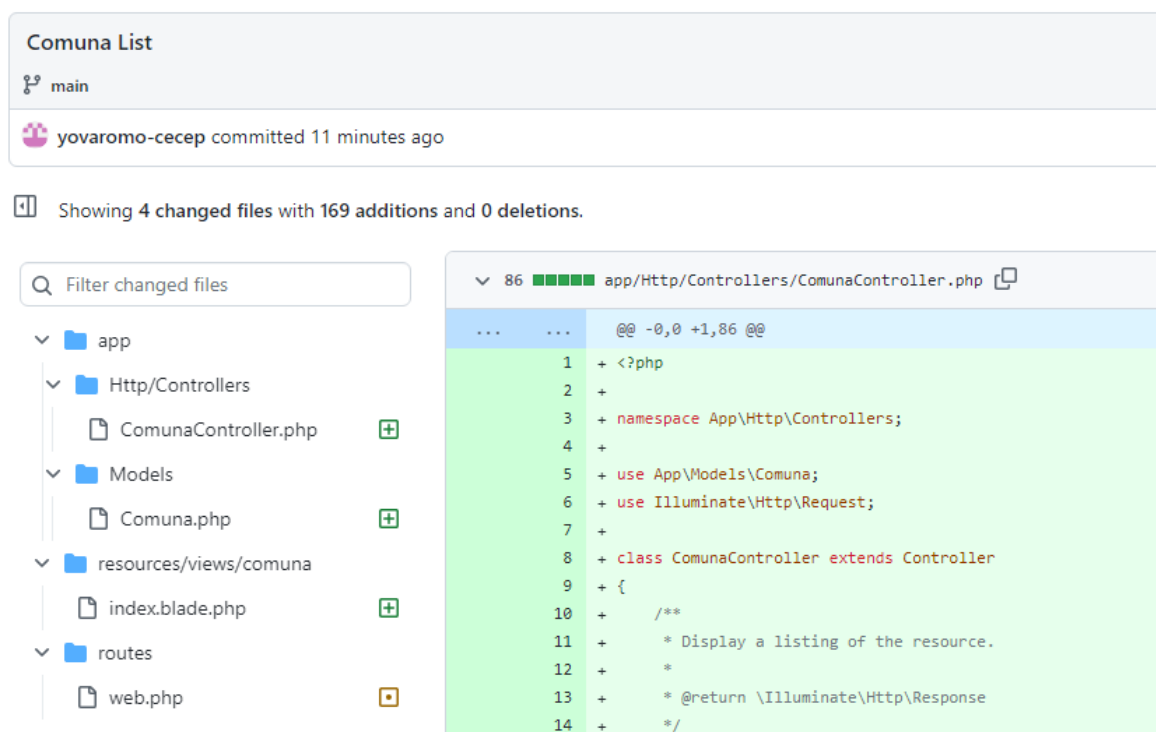 Comuna List
main
yovaromo-cecep committed 11 minutes ago
Showing 4 changed files with 169 additions and 0 deletions.
Filter changed files
app
Http/Controllers
ComunaController.php
Models
Comuna.php
resources/views/comuna
index.blade.php
routes
web.php
86 app/Http/Controllers/ComunaController.php
... ... @@ -0,0 +1,86 @@
1 + <?php
2 +
3 + namespace App\Http\Controllers;
4 +
5 + use App\Models\Comuna;
6 + use Illuminate\Http\Request;
7 +
8 + class ComunaController extends Controller
9 + {
10 + /**
11 + * Display a listing of the resource.
12 + *
13 + * @return \Illuminate\Http\Response
14 + */